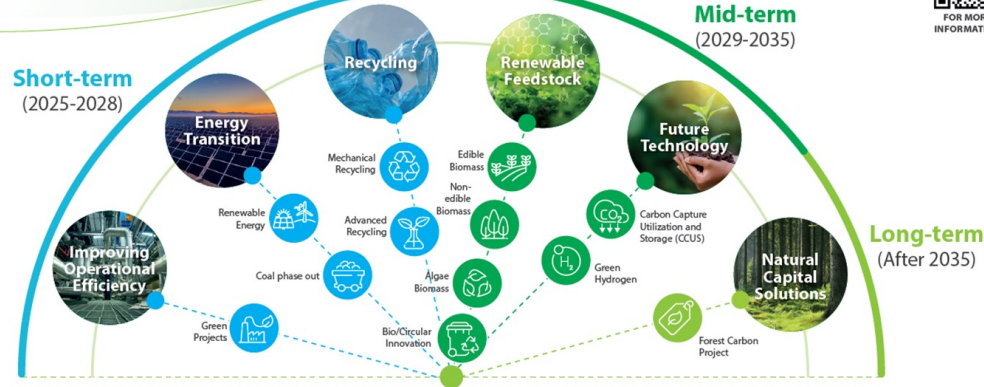 Mid-term
(2029-2035)
FOR MOR
INFORMAT
Short-term
(2025-2028)
Recycling
Renewable
Feedstock
Energy
Transition
Future
Technology
Mechanical
Recycling
Edible
Biomass
Non-
edible
Biomass
Renewable
Energy
Advanced
Recycling
CO2
Carbon Capture
Utilization and
Storage (CCUS)
Long-term
(After 2035)
Improving
Operational
Efficiency
Coal phase out
Algae
Biomass
H2
Green
Hydrogen
Natural
Capital
Solutions
Green
Projects
Bio/Circular
Innovation
Forest Carbon
Project